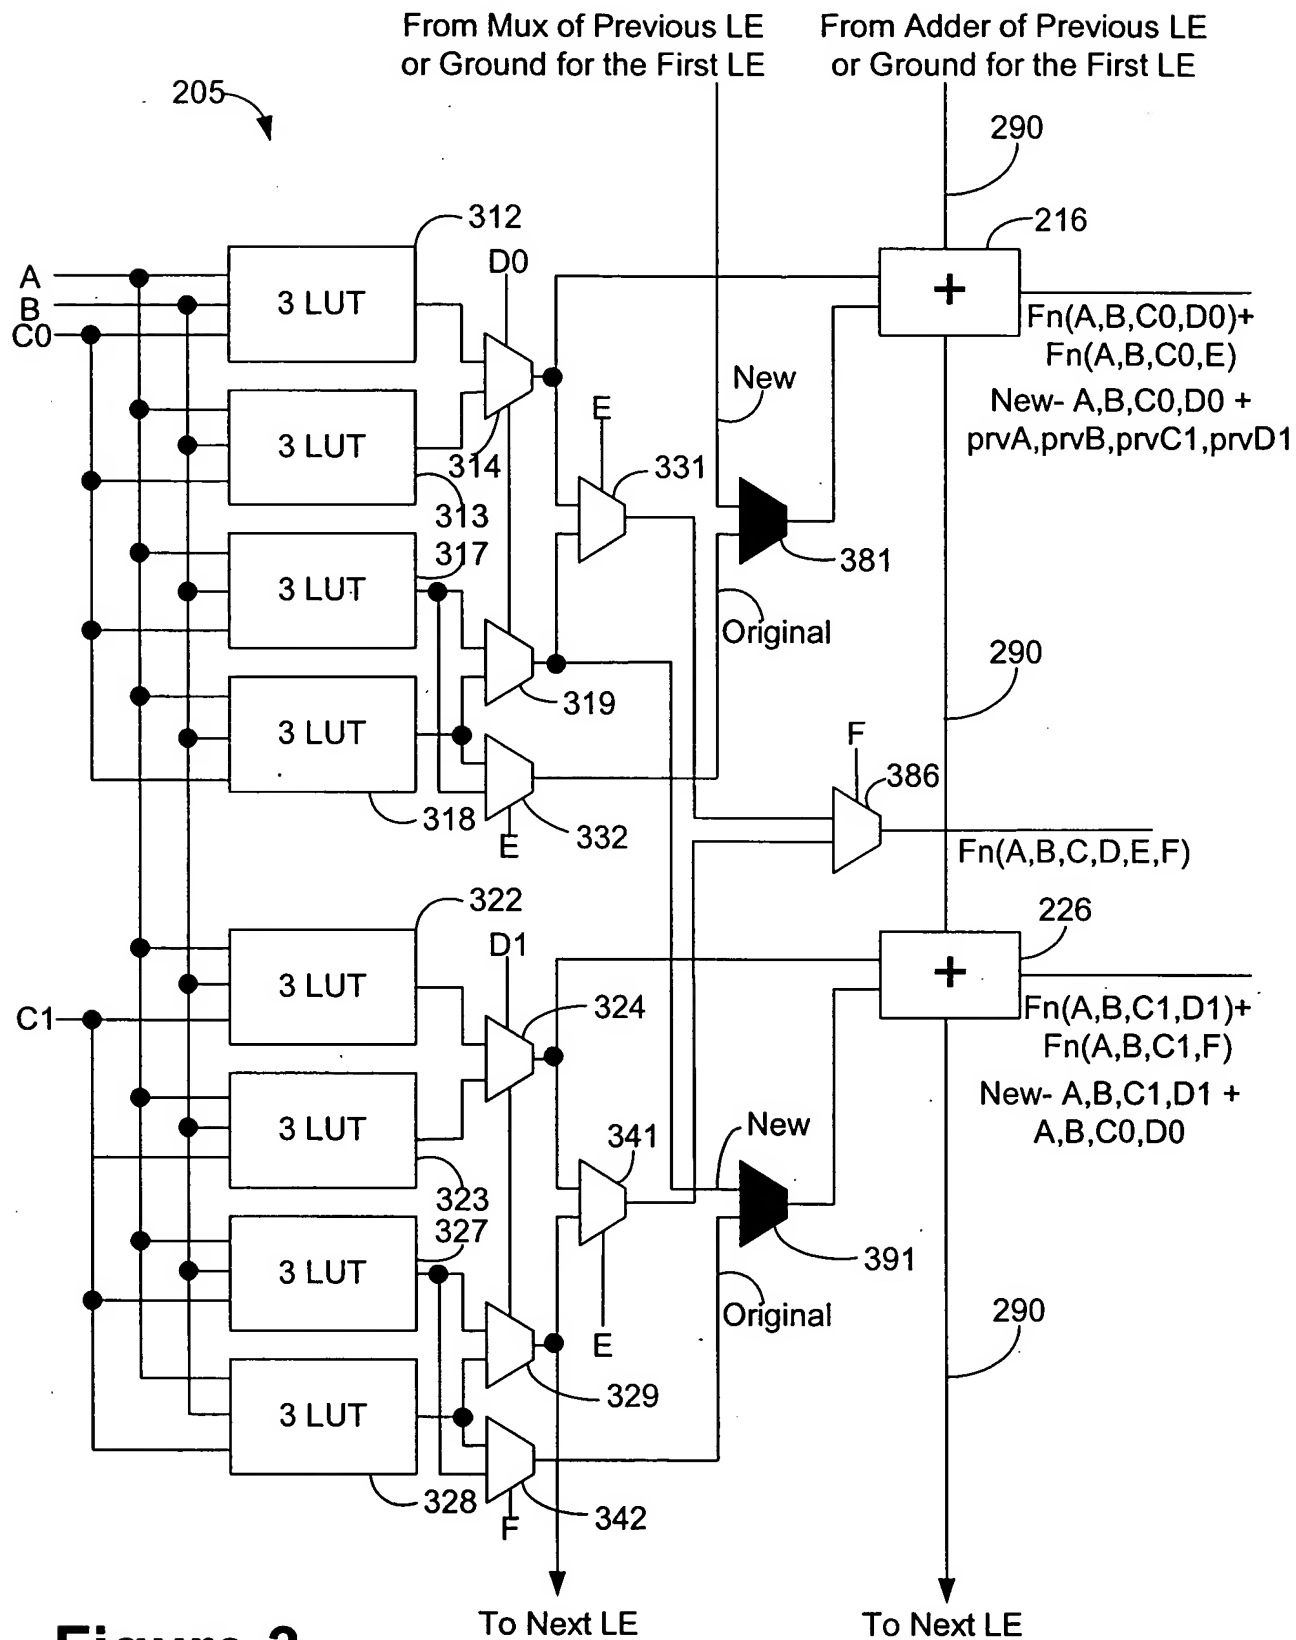 From Mux of Previous LE
or Ground for the First LE
From Adder of Previous LE
or Ground for the First LE
205
290
312
216
A
B
C0
3 LUT
D0
+
Fn(A,B,C0,D0)+
Fn(A,B,C0,E)
New- A,B,C0,D0 +
prvA,prvB,prvC1,prvD1
New
E
3 LUT
314
331
313
317
381
3 LUT
Original
290
319
3 LUT
F
386
318
E
332
Fn(A,B,C,D,E,F)
322
226
D1
3 LUT
+
C1
324
Fn(A,B,C1,D1)+
Fn(A,B,C1,F)
New- A,B,C1,D1 +
A,B,C0,D0
3 LUT
341
New
323
327
391
3 LUT
Original
290
E
329
3 LUT
328
F
342
To Next LE
To Next LE